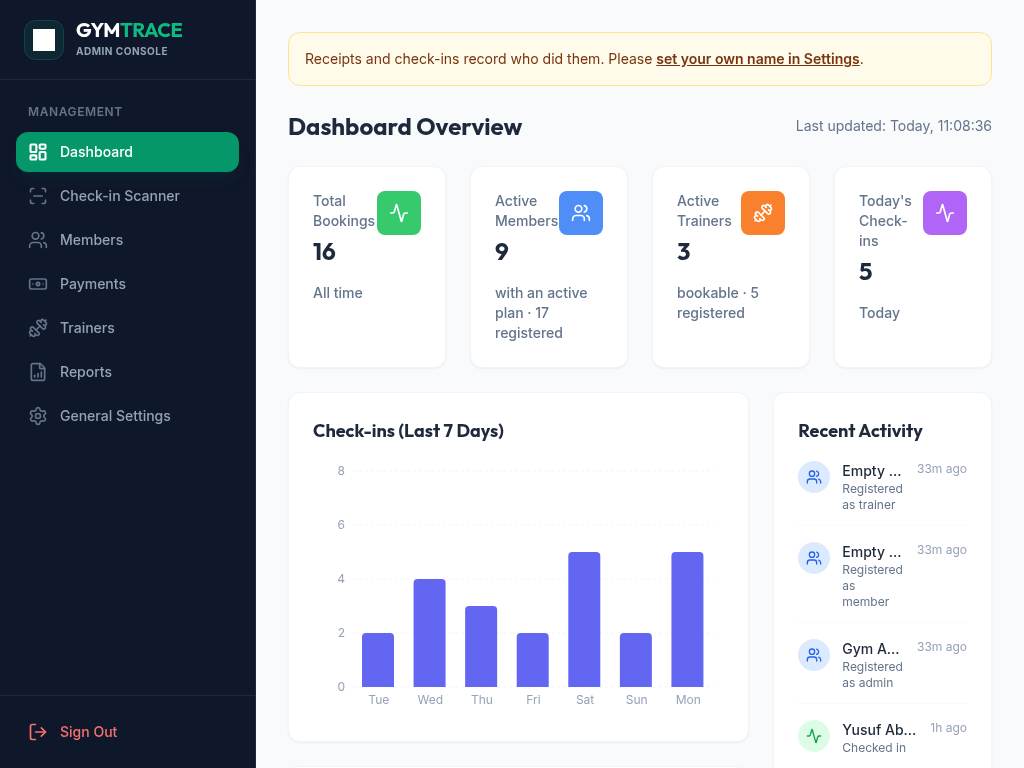 GYMTRACE
ADMIN CONSOLE
MANAGEMENT
Dashboard
Check-in Scanner
Members
Payments
Trainers
Reports
General Settings
Sign Out
Receipts and check-ins record who did them. Please set your own name in Settings.
Dashboard Overview
Last updated: Today, 11:08:36
Total
Bookings
16
All time
Active
Members
9
with an active
plan · 17
registered
Active
Trainers
3
bookable · 5
registered
Today's
Check-
ins
5
Today
Check-ins (Last 7 Days)
8
6
4
2
0
Tue Wed Thu Fri Sat Sun Mon
Recent Activity
Empty ... 33m ago
Registered
as trainer
Empty ... 33m ago
Registered
as
member
Gym A... 33m ago
Registered
as admin
Yusuf Ab... 1h ago
Checked in